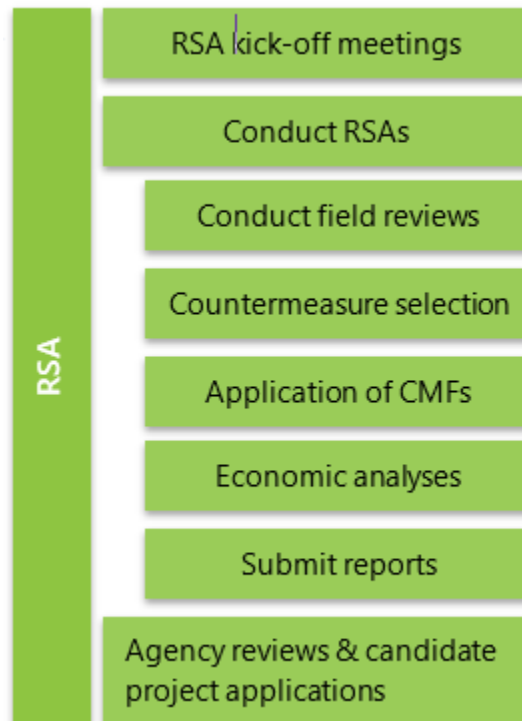 RSA
RSA kick-off meetings
Conduct RSAs
Conduct field reviews
Countermeasure selection
Application of CMFs
Economic analyses
Submit reports
Agency reviews & candidate
project applications